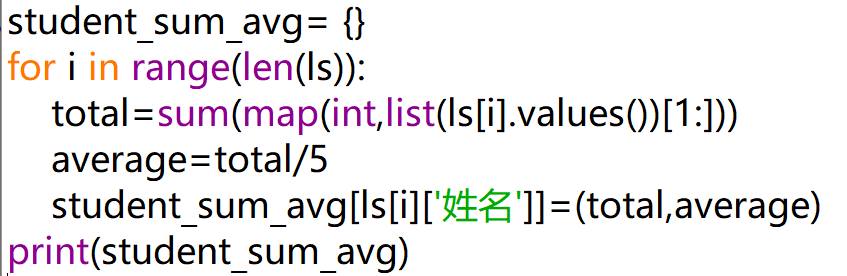 student_sum_avg= {}
for i in range(len(ls)):
    total=sum(map(int,list(ls[i].values())[1:]))
    average=total/5
    student_sum_avg[ls[i]['姓名']]=(total,average)
print(student_sum_avg)